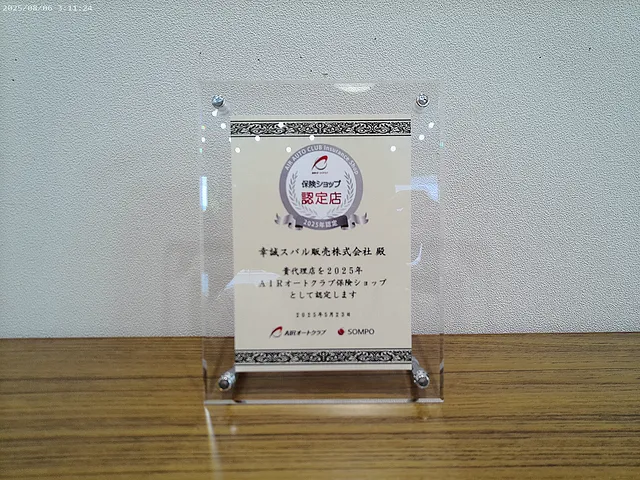 2025/08/06 3:11:24
AIR AUTO CLUB Insurance Shop
保険ショップ
認定店
2025年認定
幸誠スバル販売株式会社 殿
貴代理店を2025年
AIRオートクラブ保険ショップ
として認定します
2025年5月23日
AIRオートクラブ SOMPO